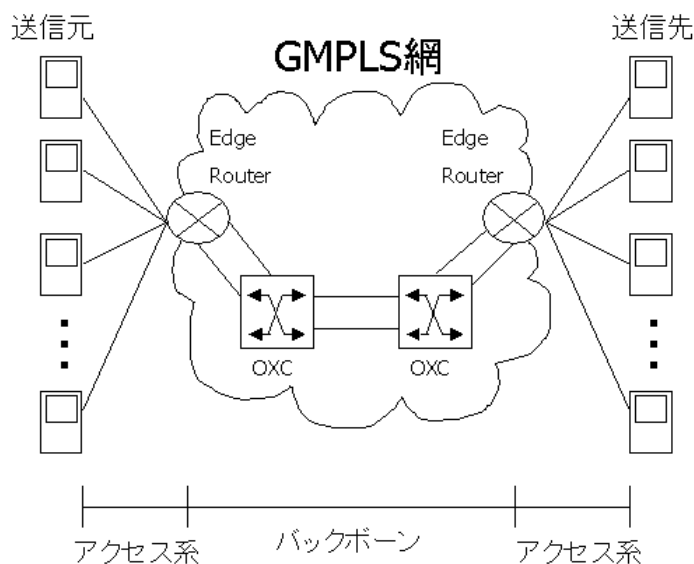 送信元
送信先
GMPLS網
Edge
Router
Edge
Router
OXC
OXC
アクセス系
バックボーン
アクセス系